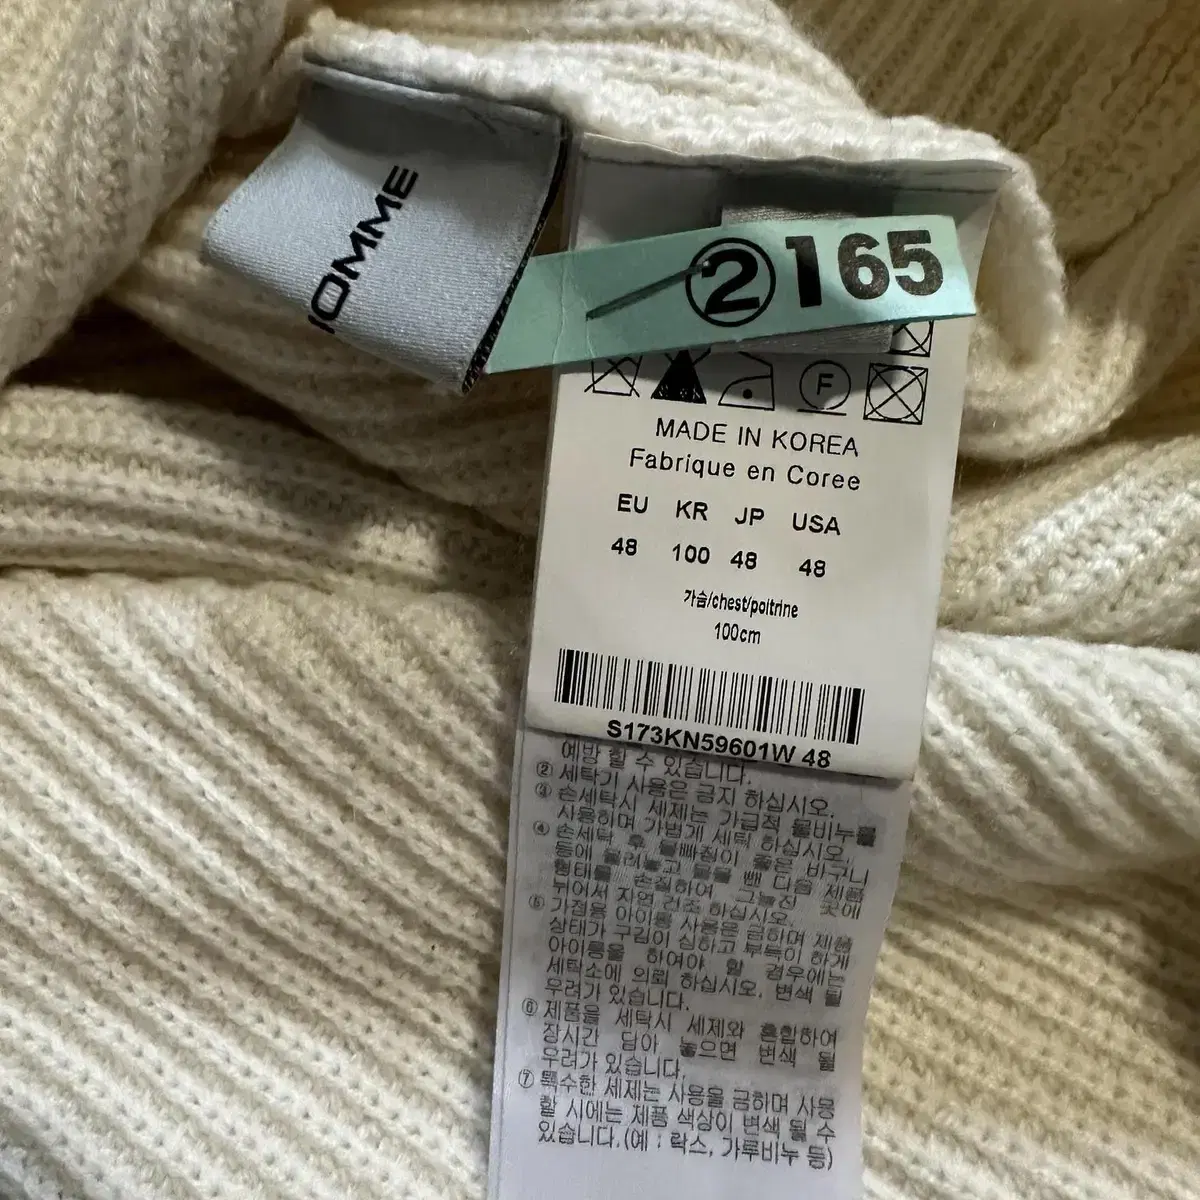 HOMME
② 165
F
MADE IN KOREA
Fabrique en Coree
EU KR JP USA
48 100 48 48
가슴/chest/poitrine
100cm
S173KN59601W 48
예방 할 수 있습니다.
② 세탁기 사용은 금지 하십시오.
③ 손세탁시 세제는 가급적 물비누를
사용하며 가볍게 세탁 하십시오.
④ 손세탁 후 물빠짐이 좋은 바구니
등에 올려놓고 물을 뺀 다음 제품
형태를 손질하여 그늘진 곳에
뉘어서 자연 건조 하십시오.
⑤ 가정용 아이롱 사용은 금하며 제품
상태가 구김이 심하고 부득이 하게
아이롱을 하여야 할 경우에는
세탁소에 의뢰 하십시오. 변색 될
우려가 있습니다.
⑥ 제품을 세탁시 세제와 혼합하여
장시간 담아 놓으면 변색 될
우려가 있습니다.
⑦ 특수한 세제는 사용을 금하며 사용
할 시에는 제품 색상이 변색 될 수
있습니다.(예 : 락스, 가루비누 등)